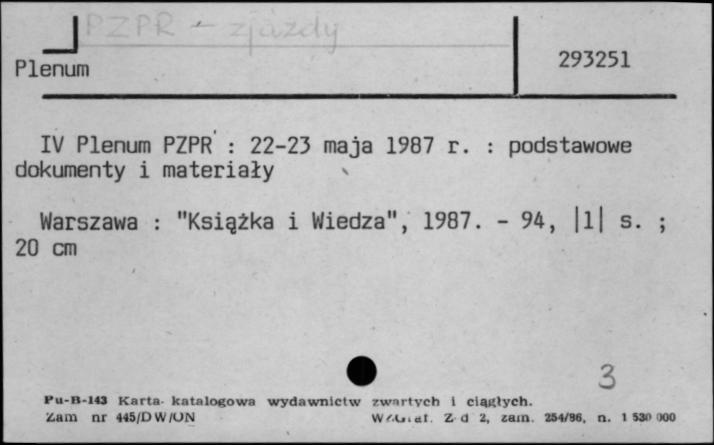 PZPR - zjazdy
293251
Plenum
IV Plenum PZPR : 22-23 maja 1987 r. : podstawowe
dokumenty i materiały
Warszawa : "Książka i Wiedza", 1987. - 94, |1| s. ;
20 cm
3
Pu-B-143 Karta katalogowa wydawnictw zwartych i ciągłych.
Zam nr 445/DW/ON
Z-d 2, zam. 254/86, n. 1 530 000